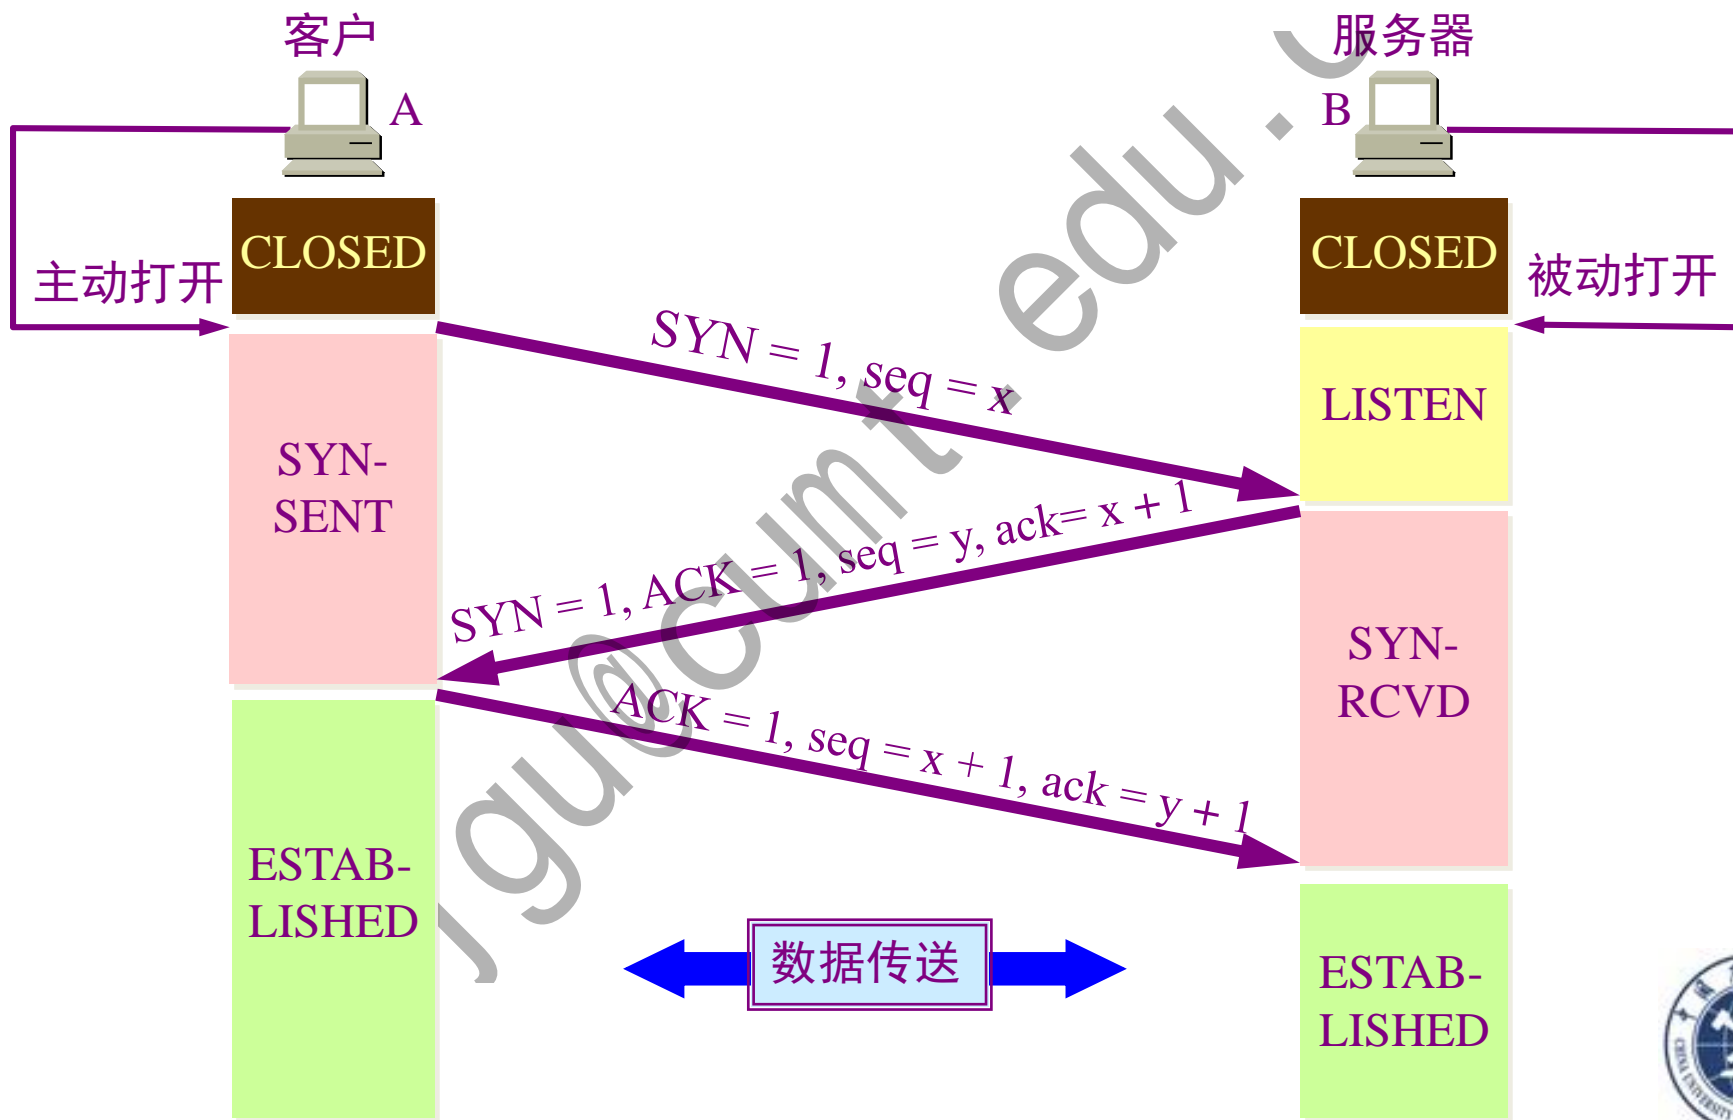 客户
服务器
A
B
CLOSED
CLOSED
主动打开
被动打开
SYN = 1, seq = x
LISTEN
SYN-
SENT
SYN = 1, ACK = 1, seq = y, ack= x + 1
SYN-
RCVD
ACK = 1, seq = x + 1, ack = y + 1
ESTAB-
LISHED
数据传送
ESTAB-
LISHED
jgu@cumt.edu.c